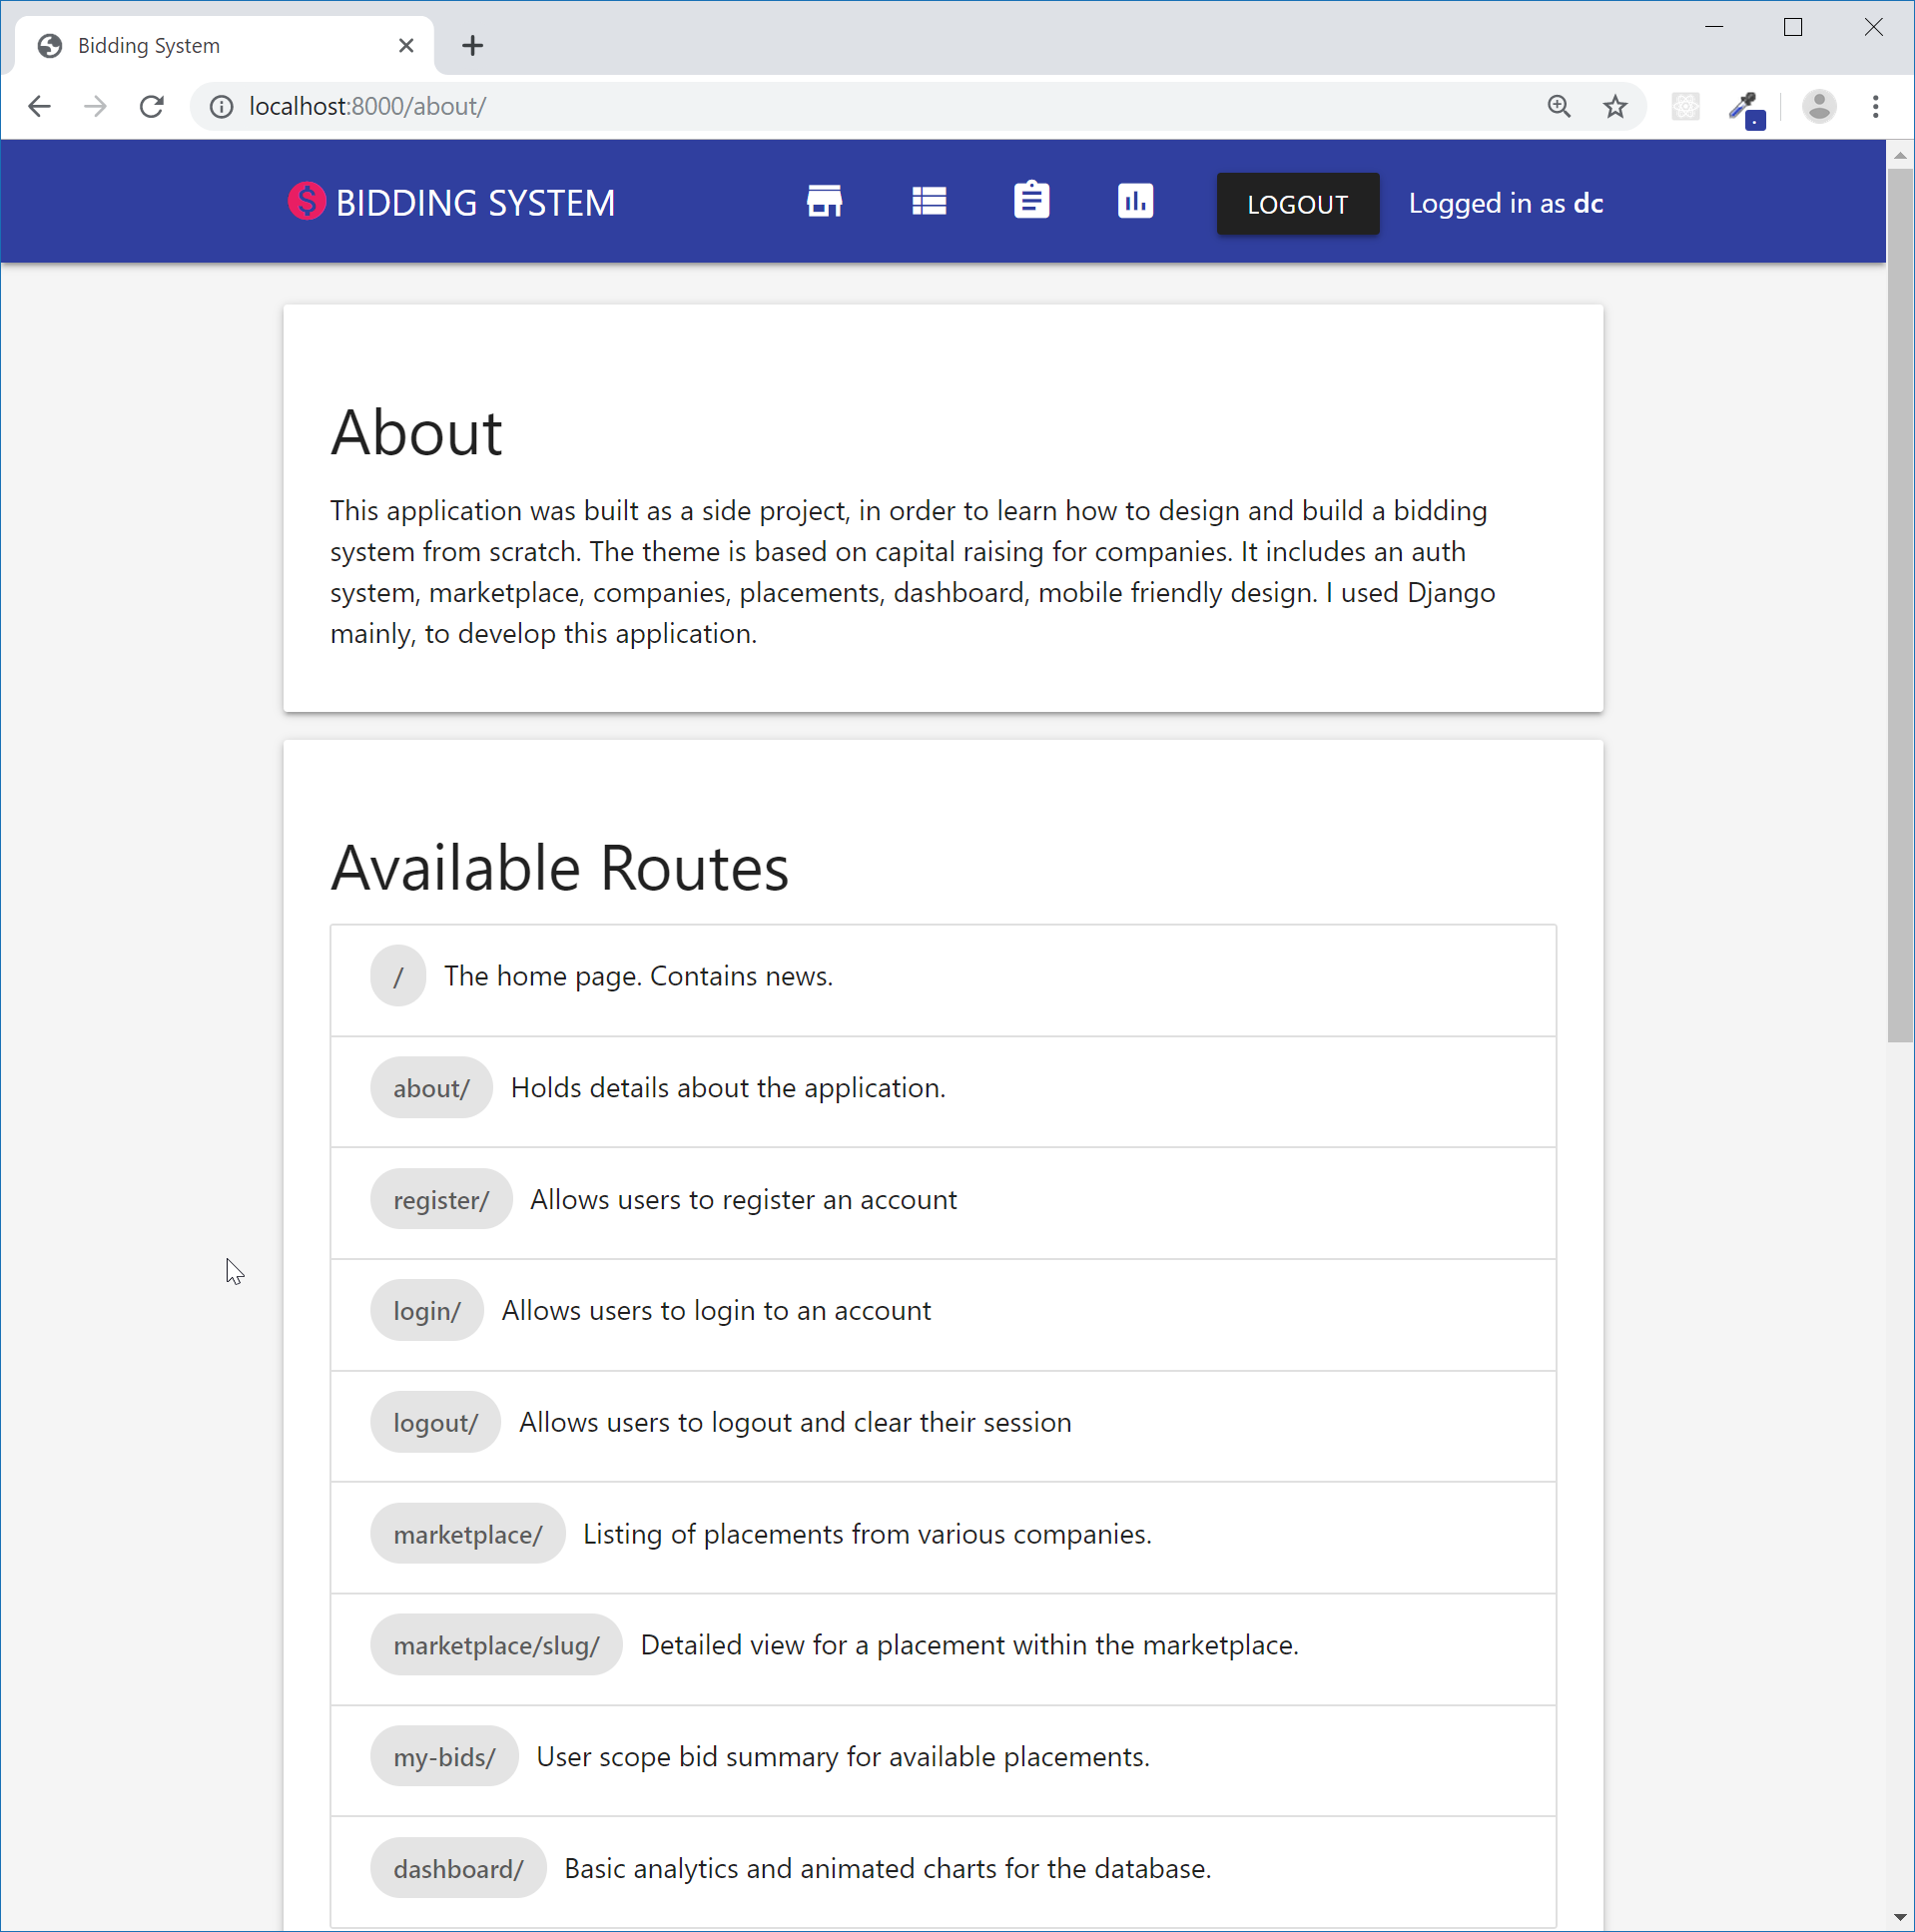 Bidding System
localhost:8000/about/
BIDDING SYSTEM
LOGOUT
Logged in as dc
About
This application was built as a side project, in order to learn how to design and build a bidding
system from scratch. The theme is based on capital raising for companies. It includes an auth
system, marketplace, companies, placements, dashboard, mobile friendly design. I used Django
mainly, to develop this application.
Available Routes
/ The home page. Contains news.
about/ Holds details about the application.
register/ Allows users to register an account
login/ Allows users to login to an account
logout/ Allows users to logout and clear their session
marketplace/ Listing of placements from various companies.
marketplace/slug/ Detailed view for a placement within the marketplace.
my-bids/ User scope bid summary for available placements.
dashboard/ Basic analytics and animated charts for the database.